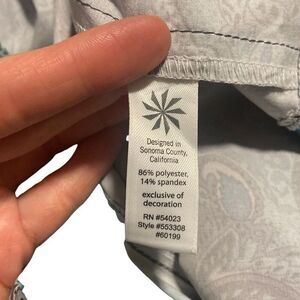 Designed in
Sonoma County,
California
86% polyester,
14% spandex
exclusive of
decoration
RN #54023
Style #553308
#60199